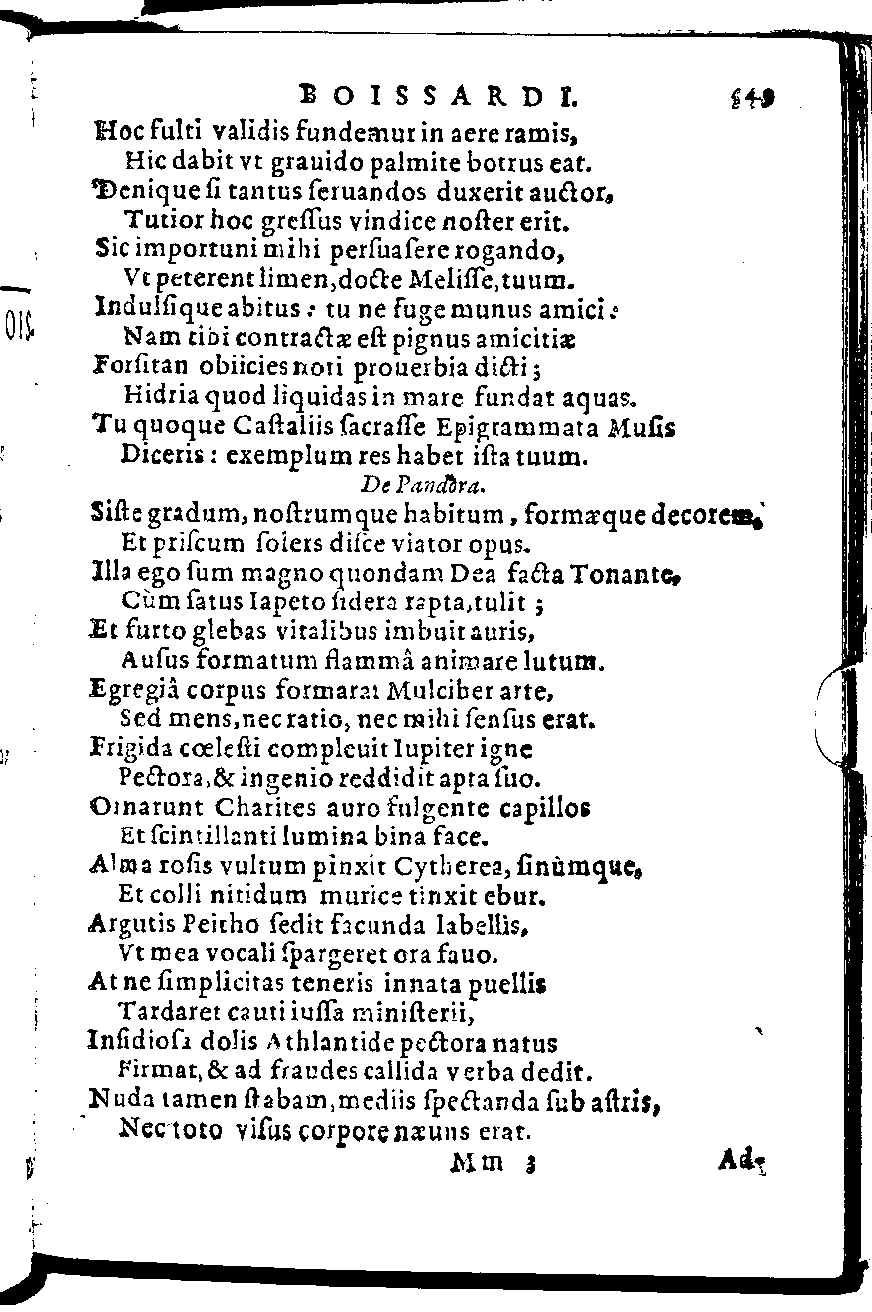 BOISSARDI. 549
Hoc fulti validis fundemur in aere ramis,
Hic dabit vt grauido palmite botrus eat.
Denique ſi tantus ſeruandos duxerit auctor,
Tutior hoc greſſus vindice noſter erit.
Sic importuni mihi perſuaſere rogando,
Vt peterent limen, docte Meliſſe, tuum.
Indulſique abitus: tu ne fuge munus amici:
Nam tibi contractæ eſt pignus amicitiæ
Forſitan obiicies noti prouerbia dicti;
Hidria quod liquidas in mare fundat aquas.
Tu quoque Caſtaliis ſacraſſe Epigrammata Muſis
Diceris: exemplum res habet iſta tuum.
De Pandora.
Siſte gradum, noſtrumque habitum, formæque decorem,
Et priſcum ſolers diſce viator opus.
Illa ego ſum magno quondam Dea facta Tonante,
Cùm ſatus Iapeto ſidera rapta, tulit;
Et furto glebas vitalibus imbuit auris,
Auſus formatum flammâ animare lutum.
Egregiâ corpus formarat Mulciber arte,
Sed mens, nec ratio, nec mihi ſenſus erat.
Frigida cœleſti compleuit Iupiter igne
Pectora, & ingenio reddidit apta ſuo.
Ornarunt Charites auro fulgente capillos
Et ſcintillanti lumina bina face.
Alma roſis vultum pinxit Cytherea, ſinùmque,
Et colli nitidum murice tinxit ebur.
Argutis Peitho ſedit facunda labellis,
Vt mea vocali ſpargeret ora fauo.
At ne ſimplicitas teneris innata puellis
Tardaret cauti iuſſa miniſterii,
Inſidioſa dolis Athlantide pectora natus
Firmat, & ad fraudes callida verba dedit.
Nuda tamen ſtabam, mediis ſpectanda ſub aſtris,
Nec toto viſus corpore næuus erat.
Mm 3 Ad-